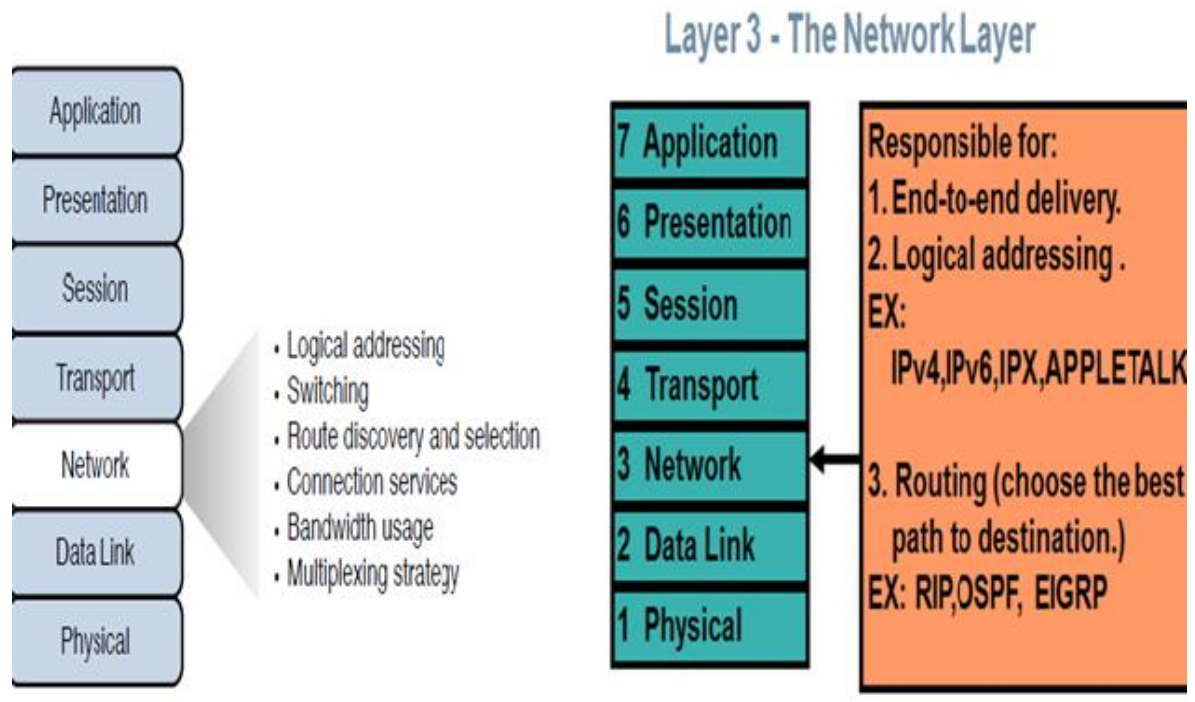 Layer 3 - The Network Layer
Application
Presentation
Session
Transport
Network
Data Link
Physical
• Logical addressing
• Switching
• Route discovery and selection
• Connection services
• Bandwidth usage
• Multiplexing strategy
7 Application
6 Presentation
5 Session
4 Transport
3 Network
2 Data Link
1 Physical
Responsible for:
1. End-to-end delivery.
2. Logical addressing .
EX:
IPv4,IPv6,IPX,APPLETALK
3. Routing (choose the best
path to destination.)
EX: RIP,OSPF, EIGRP